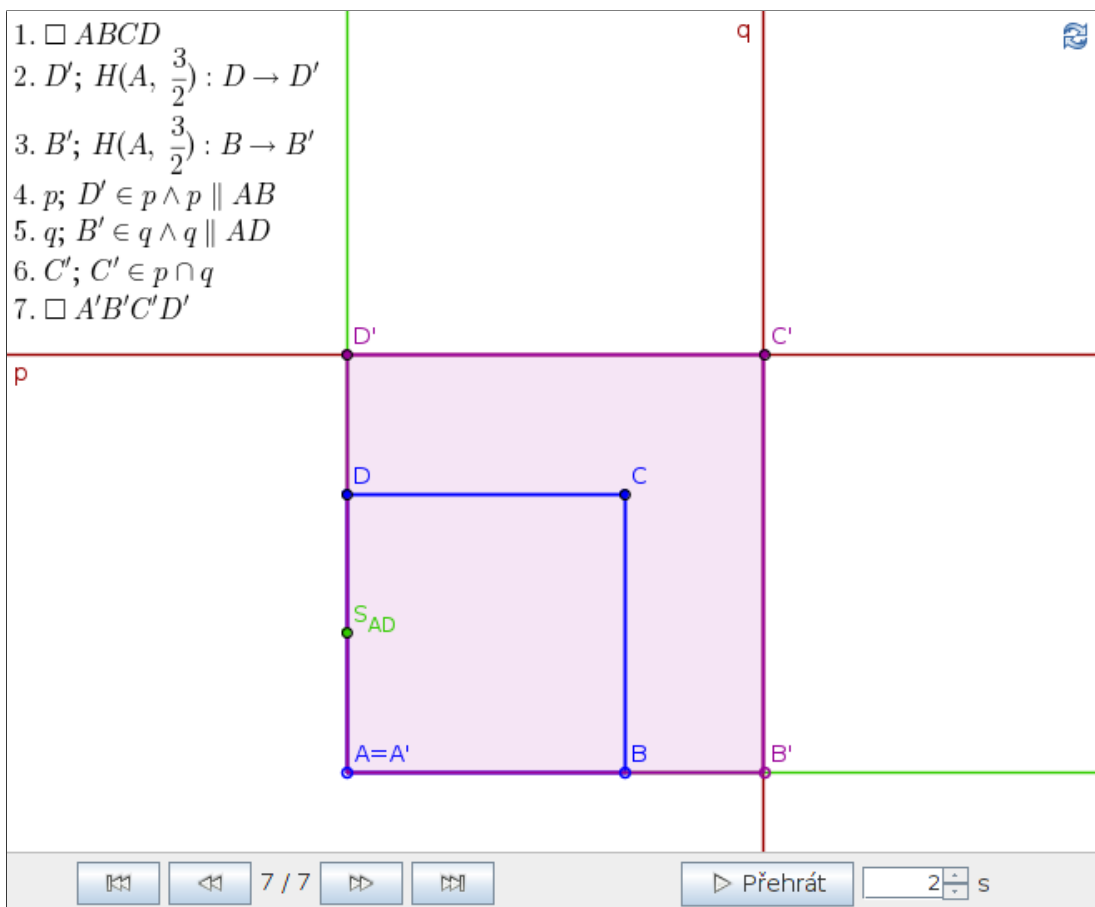 1. □ ABCD
2. D′; H(A, 3/2) : D → D′
3. B′; H(A, 3/2) : B → B′
4. p; D′ ∈ p ∧ p ∥ AB
5. q; B′ ∈ q ∧ q ∥ AD
6. C′; C′ ∈ p ∩ q
7. □ A′B′C′D′
q
D'
C'
p
D
C
S_AD
A=A'
B
B'
7 / 7
Přehrát
2 s